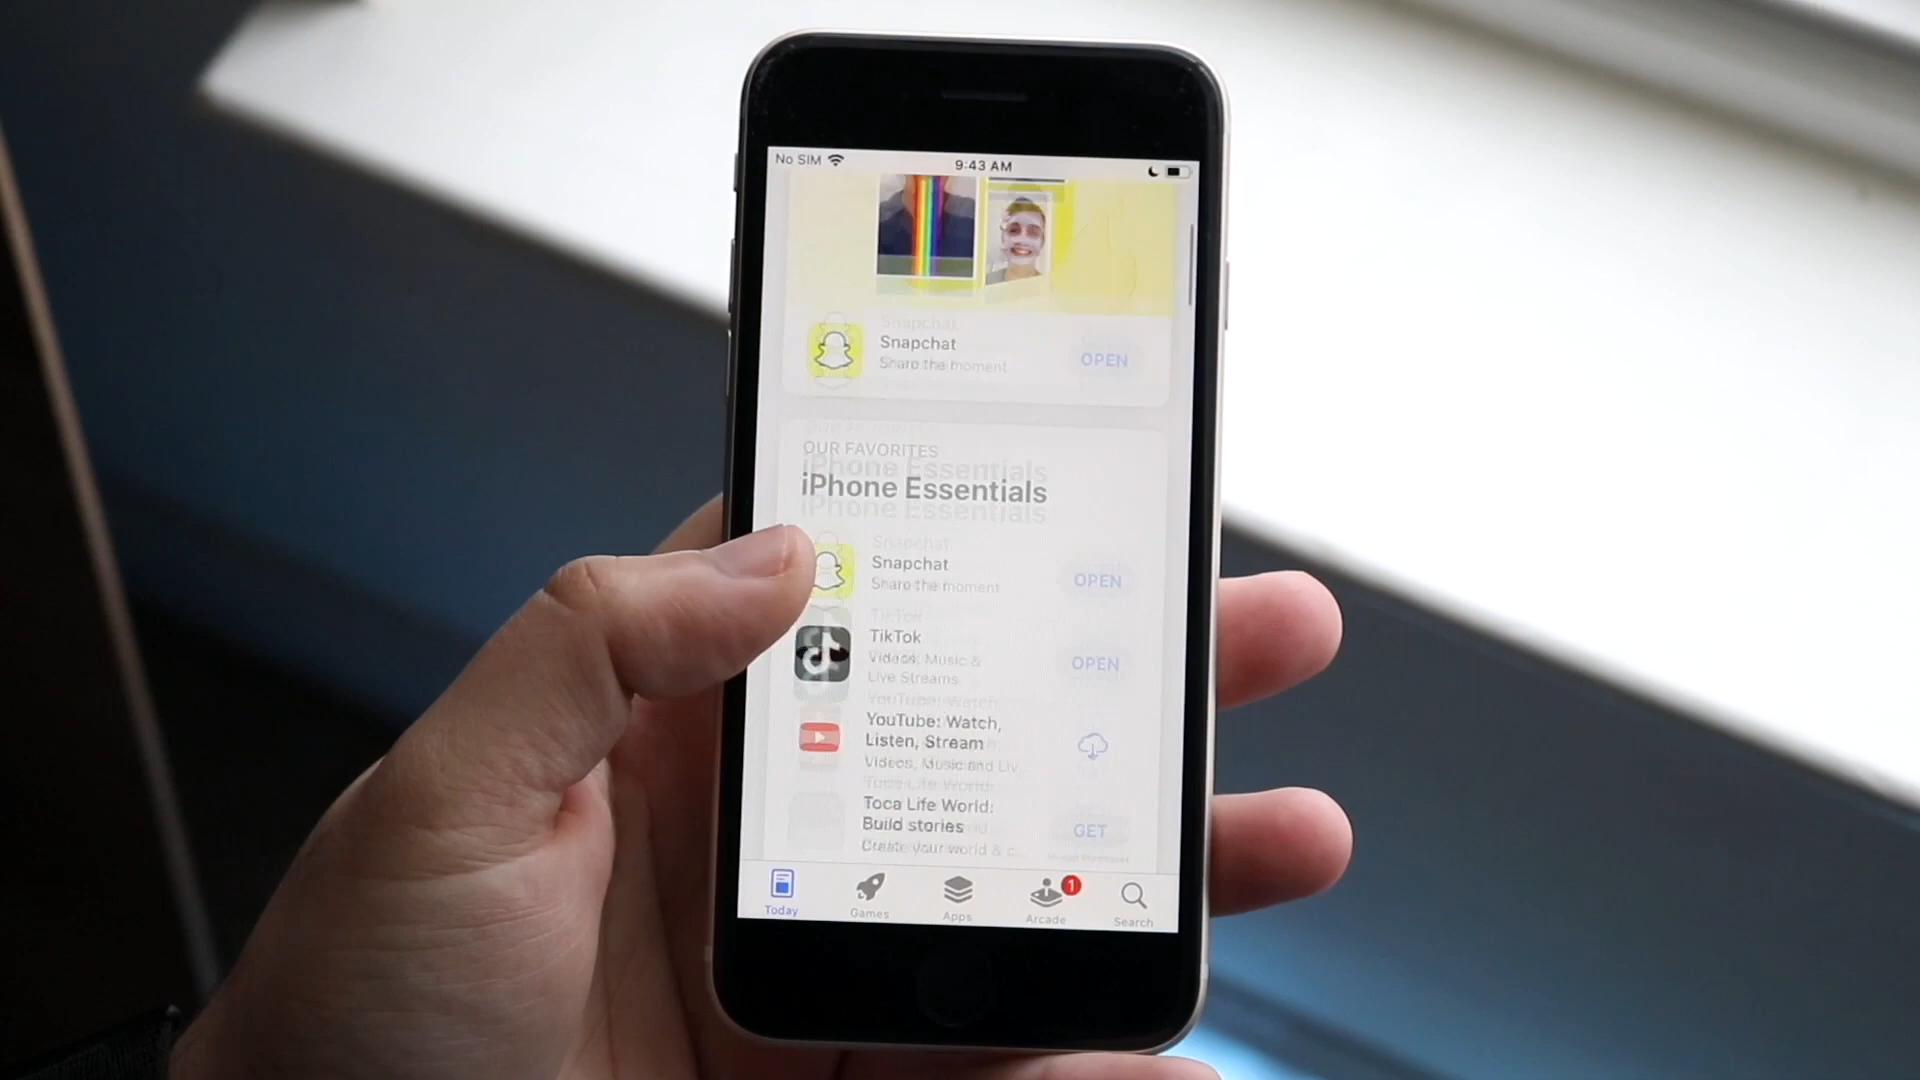 No SIM
9:43 AM
Snapchat
Share the moment
OPEN
OUR FAVORITES
iPhone Essentials
Snapchat
Share the moment
OPEN
TikTok
Videos, Music &
Live Streams
OPEN
YouTube: Watch,
Listen, Stream
Videos, Music and Liv...
Toca Life World:
Build stories
Create your world & c...
GET
Today
Games
Apps
Arcade
1
Search